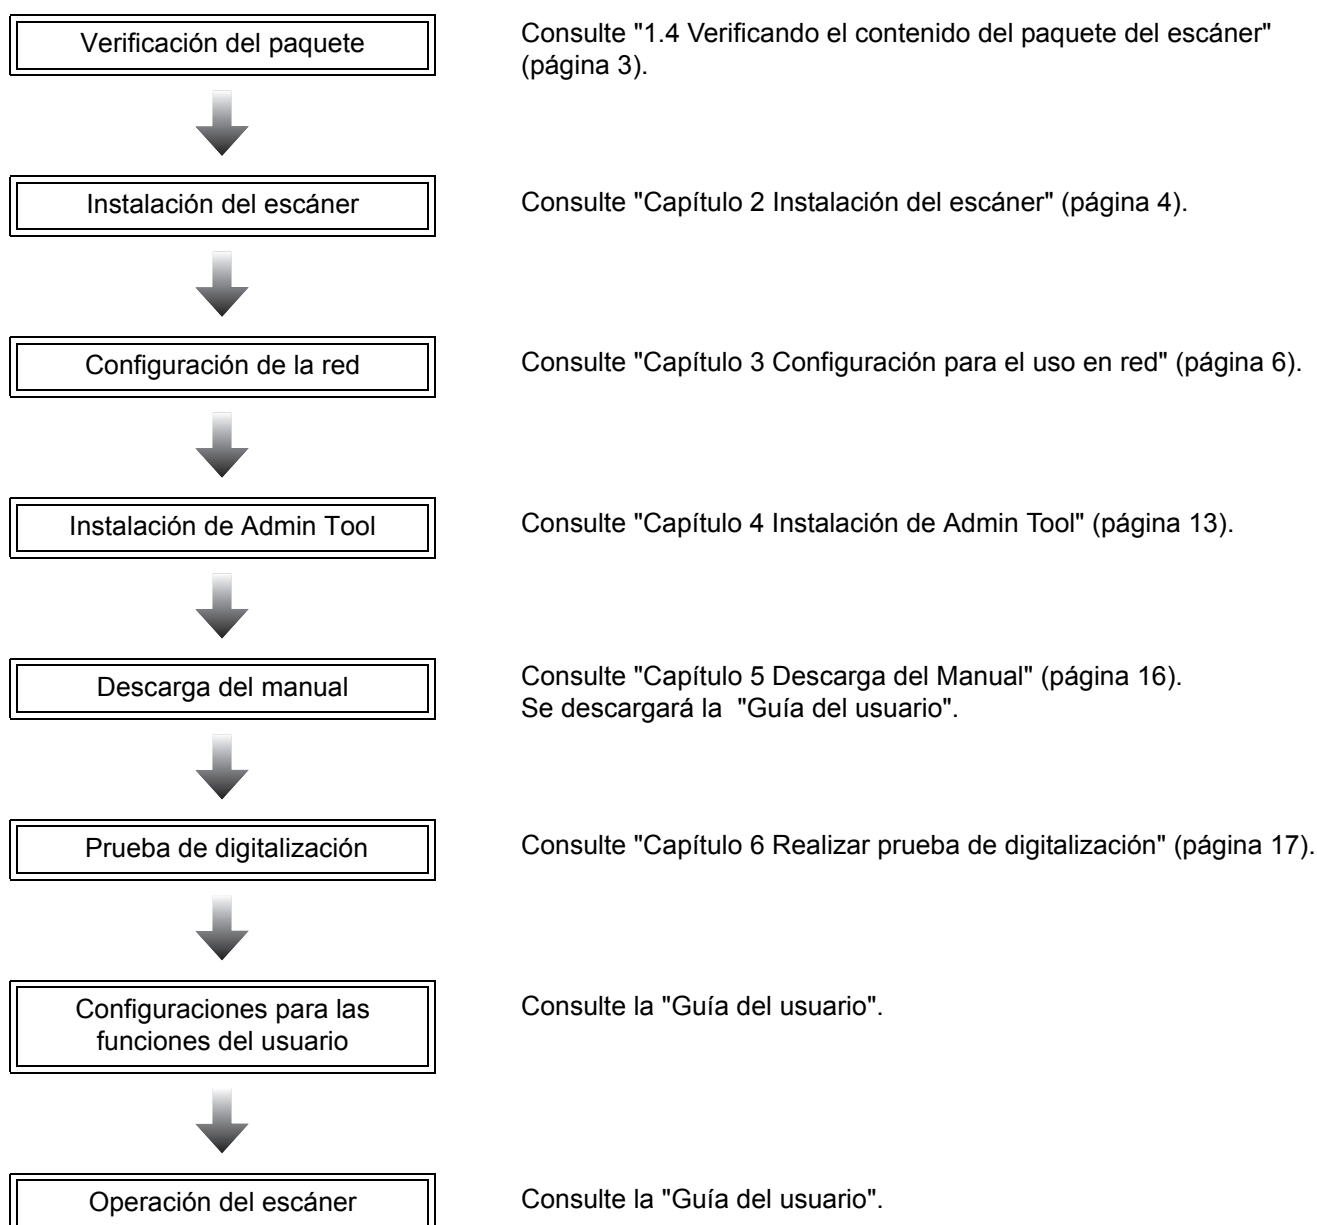 Verificación del paquete
Consulte "1.4 Verificando el contenido del paquete del escáner"
(página 3).
Instalación del escáner
Consulte "Capítulo 2 Instalación del escáner" (página 4).
Configuración de la red
Consulte "Capítulo 3 Configuración para el uso en red" (página 6).
Instalación de Admin Tool
Consulte "Capítulo 4 Instalación de Admin Tool" (página 13).
Descarga del manual
Consulte "Capítulo 5 Descarga del Manual" (página 16).
Se descargará la  "Guía del usuario".
Prueba de digitalización
Consulte "Capítulo 6 Realizar prueba de digitalización" (página 17).
Configuraciones para las
funciones del usuario
Consulte la "Guía del usuario".
Operación del escáner
Consulte la "Guía del usuario".